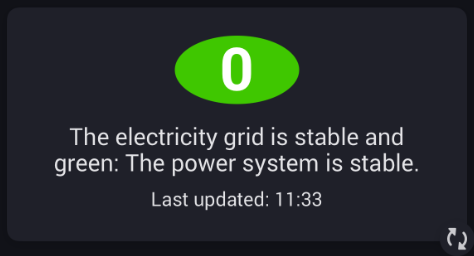 0
The electricity grid is stable and
green: The power system is stable.
Last updated: 11:33